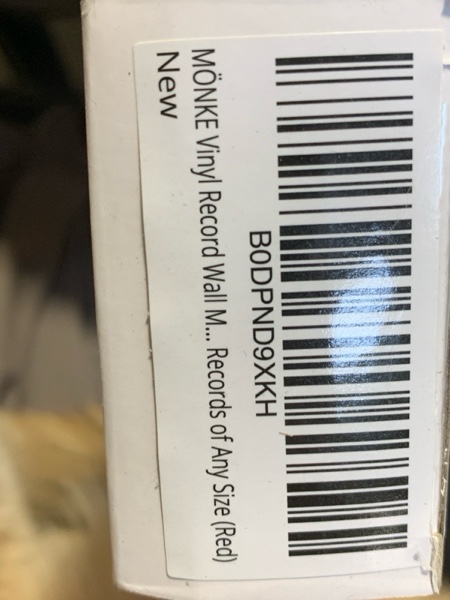 B0DPND9XKH
MÖNKE Vinyl Record Wall M... Records of Any Size (Red)
New